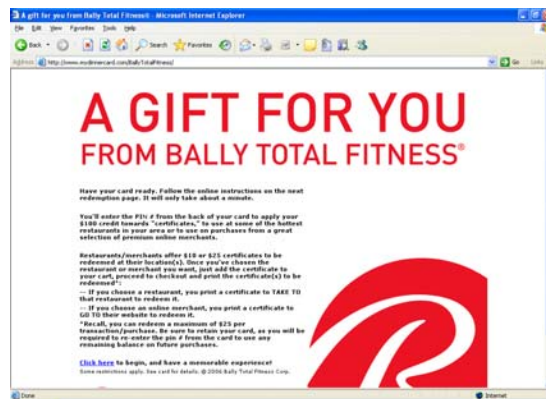 A gift for you from Bally Total Fitness® - Microsoft Internet Explorer
File Edit View Favorites Tools Help
Back Search Favorites
Address http://www.mydinnercard.com/BallyTotalFitness/ Go Links
A GIFT FOR YOU
FROM BALLY TOTAL FITNESS®
Have your card ready. Follow the online instructions on the next
redemption page. It will only take about a minute.
You'll enter the PIN # from the back of your card to apply your
$100 credit towards "certificates," to use at some of the hottest
restaurants in your area or to use on purchases from a great
selection of premium online merchants.
Restaurants/merchants offer $10 or $25 certificates to be
redeemed at their location(s). Once you've chosen the
restaurant or merchant you want, just add the certificate to
your cart, proceed to checkout and print the certificate(s) to be
redeemed*:
-- If you choose a restaurant, you print a certificate to TAKE TO
that restaurant to redeem it.
-- If you choose an online merchant, you print a certificate to
GO TO their website to redeem it.
*Recall, you can redeem a maximum of $25 per
transaction/purchase. Be sure to retain your card, as you will be
required to re-enter the pin # from the card to use any
remaining balance on future purchases.
Click here to begin, and have a memorable experience!
Some restrictions apply. See card for details. © 2006 Bally Total Fitness Corp.
Done Internet